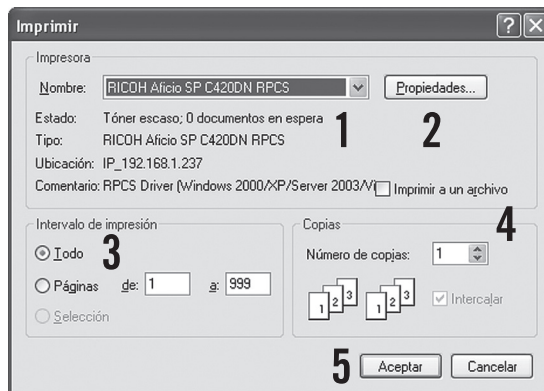 Imprimir
Impresora
Nombre: RICOH Aficio SP C420DN RPCS Propiedades...
Estado: Tóner escaso; 0 documentos en espera
1 2
Tipo: RICOH Aficio SP C420DN RPCS
Ubicación: IP_192.168.1.237
Comentario: RPCS Driver (Windows 2000/XP/Server 2003/Vi Imprimir a un archivo
Intervalo de impresión
Todo 3
Páginas de: 1 a: 999
Selección
Copias 4
Número de copias: 1
1 2 3 1 2 3 Intercalar
5 Aceptar Cancelar